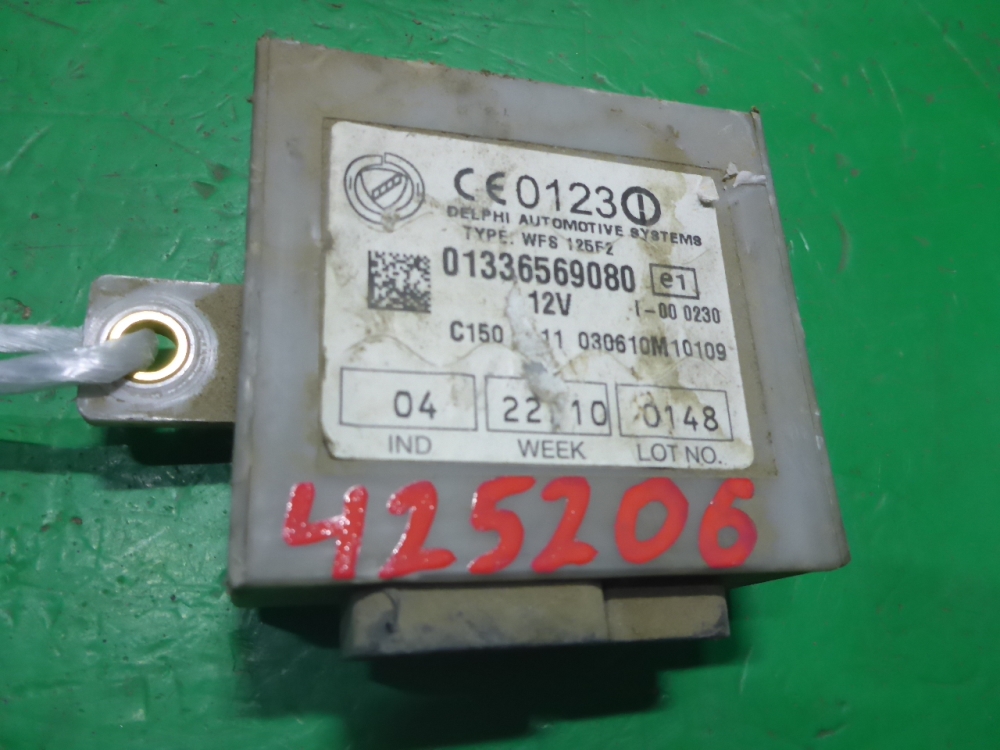 CE0123
DELPHI AUTOMOTIVE SYSTEMS
TYPE: WFS 125F2
01336569080 e1
12V I-00 0230
C150 11 030610M10109
04 22 10 0148
IND WEEK LOT NO.
425206